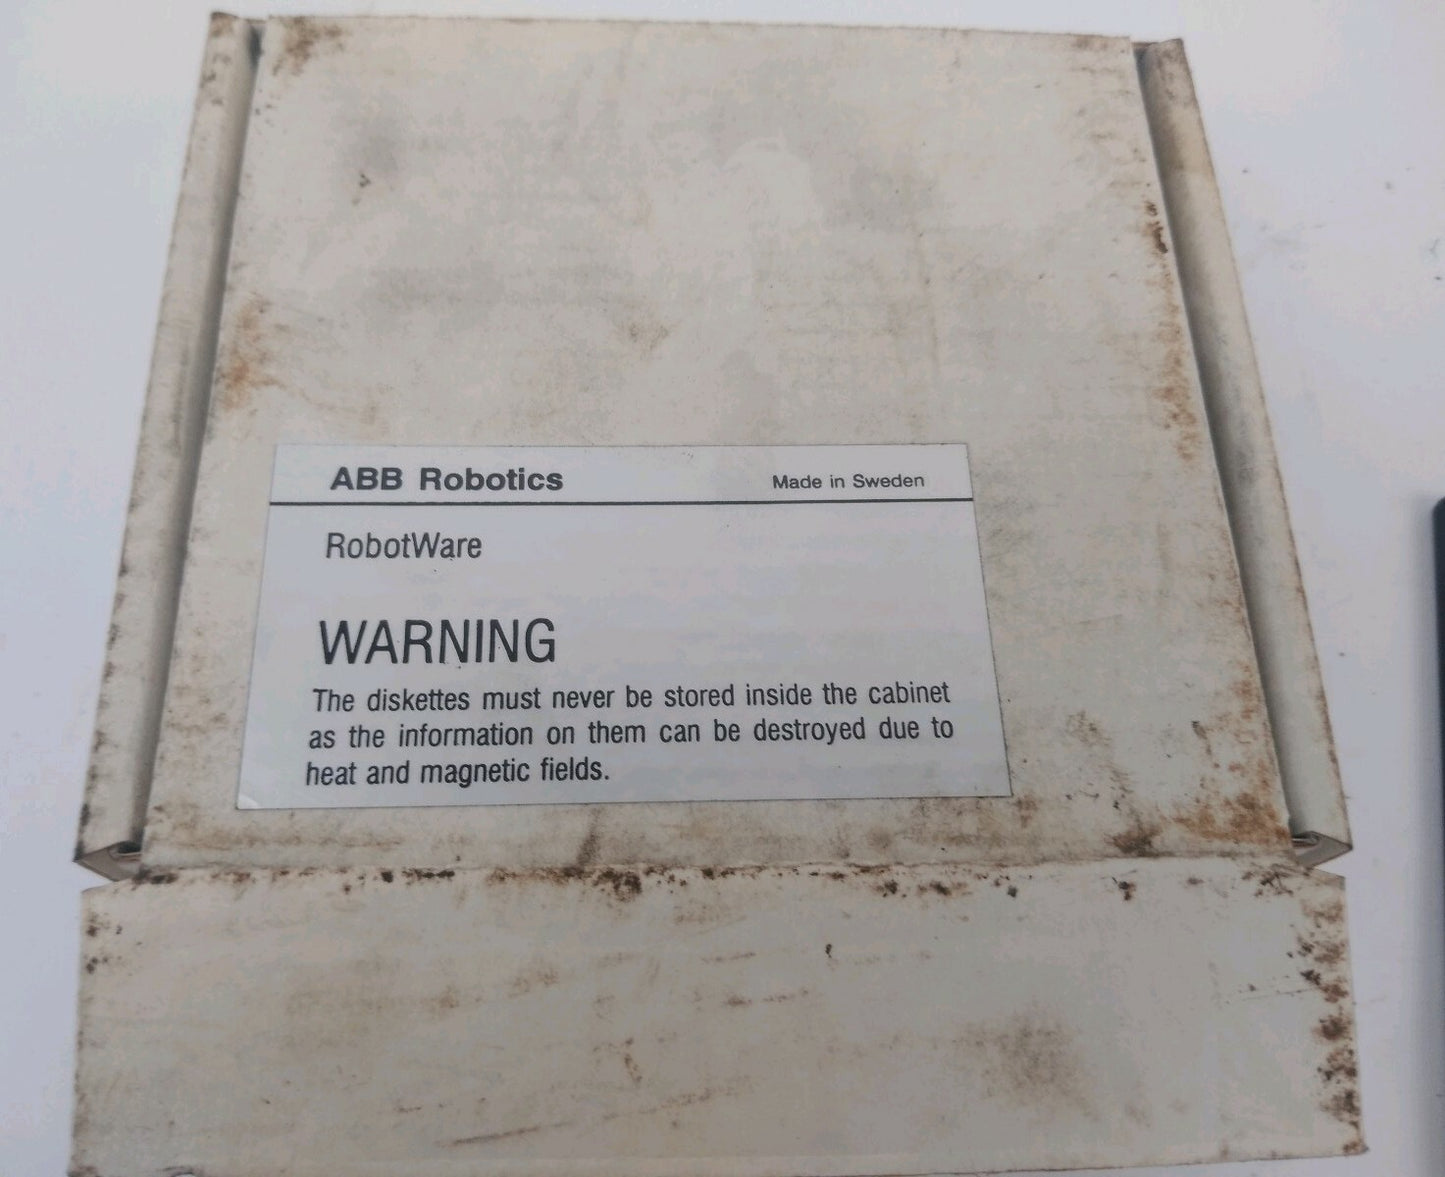 ABB Robotics Made in Sweden
RobotWare
WARNING
The diskettes must never be stored inside the cabinet
as the information on them can be destroyed due to
heat and magnetic fields.